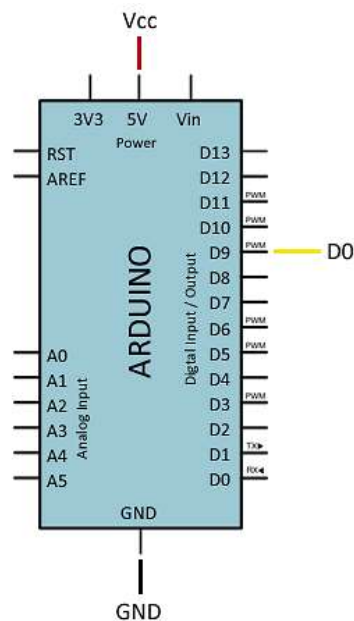 Vcc
3V3 5V Vin
Power
RST D13
AREF D12
D11 PWM
D10 PWM
D9 PWM D0
D8
D7
D6 PWM
A0 D5 PWM
A1 D4
A2 D3 PWM
A3 D2
A4 D1 TX▶
A5 D0 RX◀
ARDUINO
Analog Input
Digtal Input / Output
GND
GND